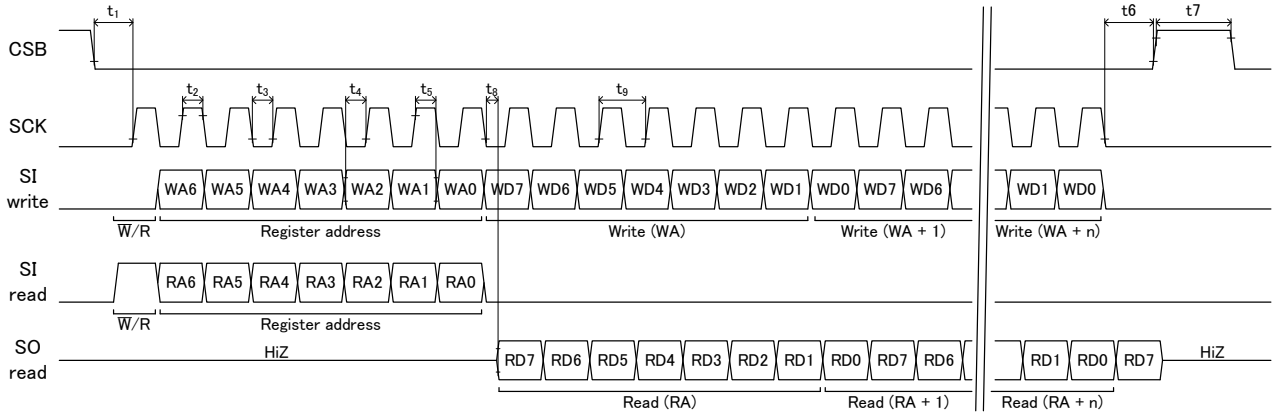 t1 t6 t7
CSB
t2 t3 t4 t5 t8 t9
SCK
SI write
WA6 WA5 WA4 WA3 WA2 WA1 WA0 WD7 WD6 WD5 WD4 WD3 WD2 WD1 WD0 WD7 WD6 WD1 WD0
W̅/R Register address Write (WA) Write (WA + 1) Write (WA + n)
SI read
RA6 RA5 RA4 RA3 RA2 RA1 RA0
W̅/R Register address
SO read
HiZ RD7 RD6 RD5 RD4 RD3 RD2 RD1 RD0 RD7 RD6 RD1 RD0 RD7 HiZ
Read (RA) Read (RA + 1) Read (RA + n)